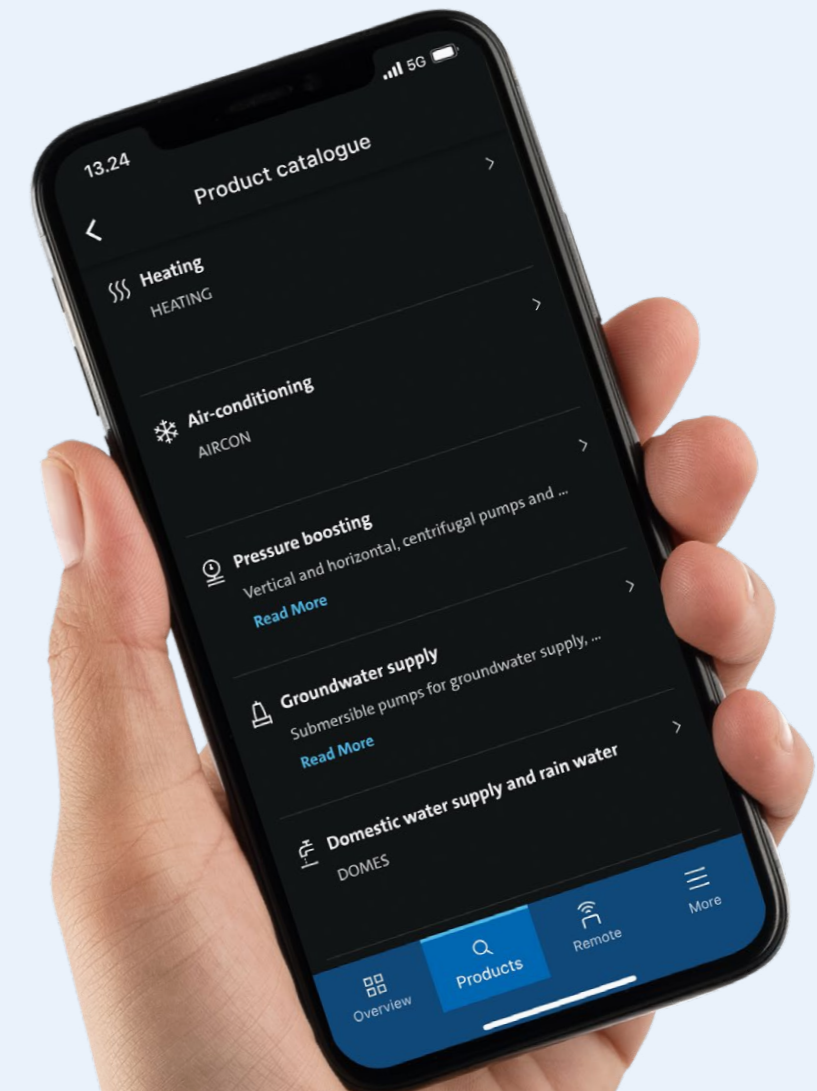 13.24
5G
Product catalogue
Heating
HEATING
Air-conditioning
AIRCON
Pressure boosting
Vertical and horizontal, centrifugal pumps and ...
Read More
Groundwater supply
Submersible pumps for groundwater supply, ...
Read More
Domestic water supply and rain water
DOMES
Overview
Products
Remote
More